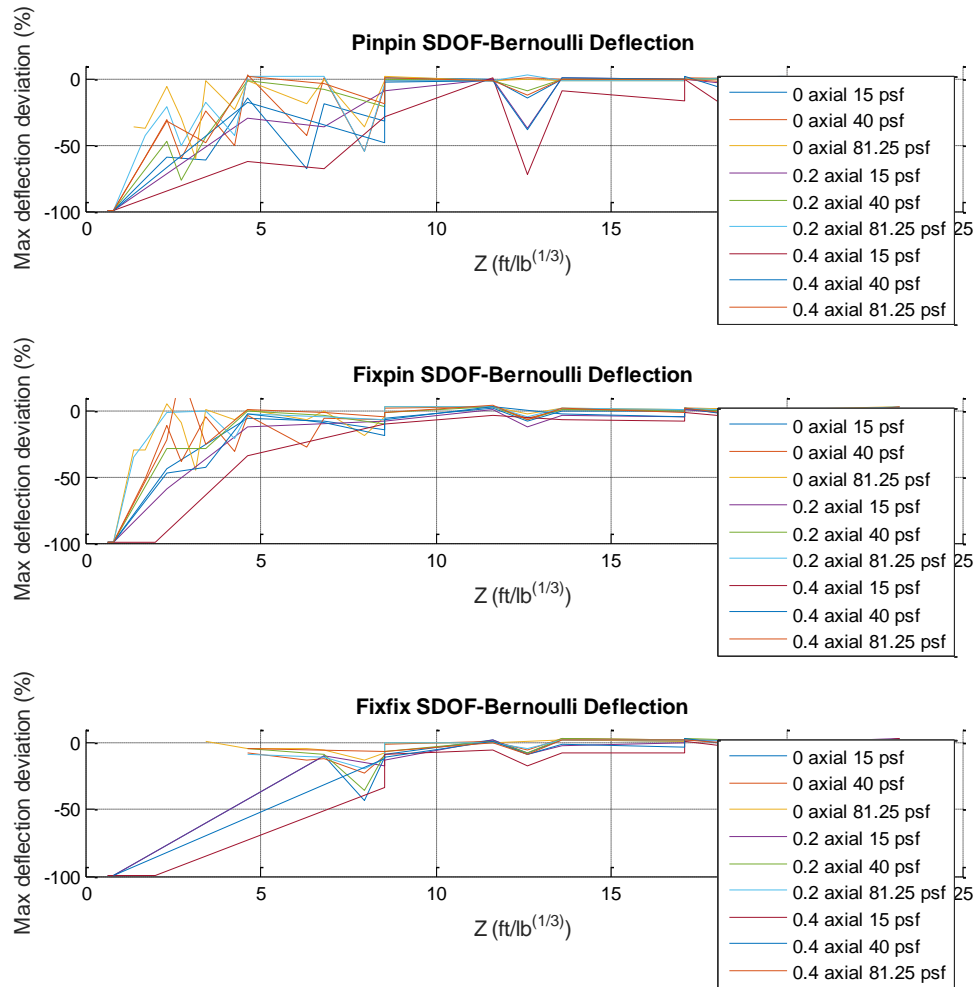 Pinpin SDOF-Bernoulli Deflection
Max deflection deviation (%)
0
-50
-100
0 5 10 15 25
Z (ft/lb^(1/3))
0 axial 15 psf
0 axial 40 psf
0 axial 81.25 psf
0.2 axial 15 psf
0.2 axial 40 psf
0.2 axial 81.25 psf
0.4 axial 15 psf
0.4 axial 40 psf
0.4 axial 81.25 psf
Fixpin SDOF-Bernoulli Deflection
Max deflection deviation (%)
0
-50
-100
0 5 10 15 25
Z (ft/lb^(1/3))
0 axial 15 psf
0 axial 40 psf
0 axial 81.25 psf
0.2 axial 15 psf
0.2 axial 40 psf
0.2 axial 81.25 psf
0.4 axial 15 psf
0.4 axial 40 psf
0.4 axial 81.25 psf
Fixfix SDOF-Bernoulli Deflection
Max deflection deviation (%)
0
-50
-100
0 5 10 15 25
Z (ft/lb^(1/3))
0 axial 15 psf
0 axial 40 psf
0 axial 81.25 psf
0.2 axial 15 psf
0.2 axial 40 psf
0.2 axial 81.25 psf
0.4 axial 15 psf
0.4 axial 40 psf
0.4 axial 81.25 psf